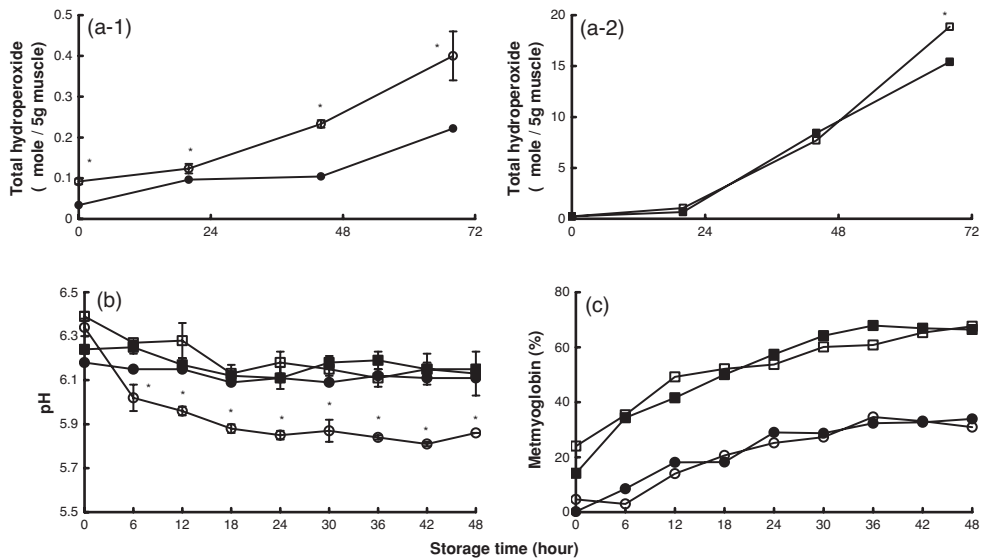 (a-1)
Total hydroperoxide
( mole / 5g muscle)
0.5
0.4
0.3
0.2
0.1
0
0 24 48 72
* * * *
(a-2)
Total hydroperoxide
( mole / 5g muscle)
20
15
10
5
0
0 24 48 72
*
(b)
pH
6.5
6.3
6.1
5.9
5.7
5.5
0 6 12 18 24 30 36 42 48
* * * * * * * *
(c)
Metmyoglobin (%)
80
60
40
20
0
0 6 12 18 24 30 36 42 48
Storage time (hour)